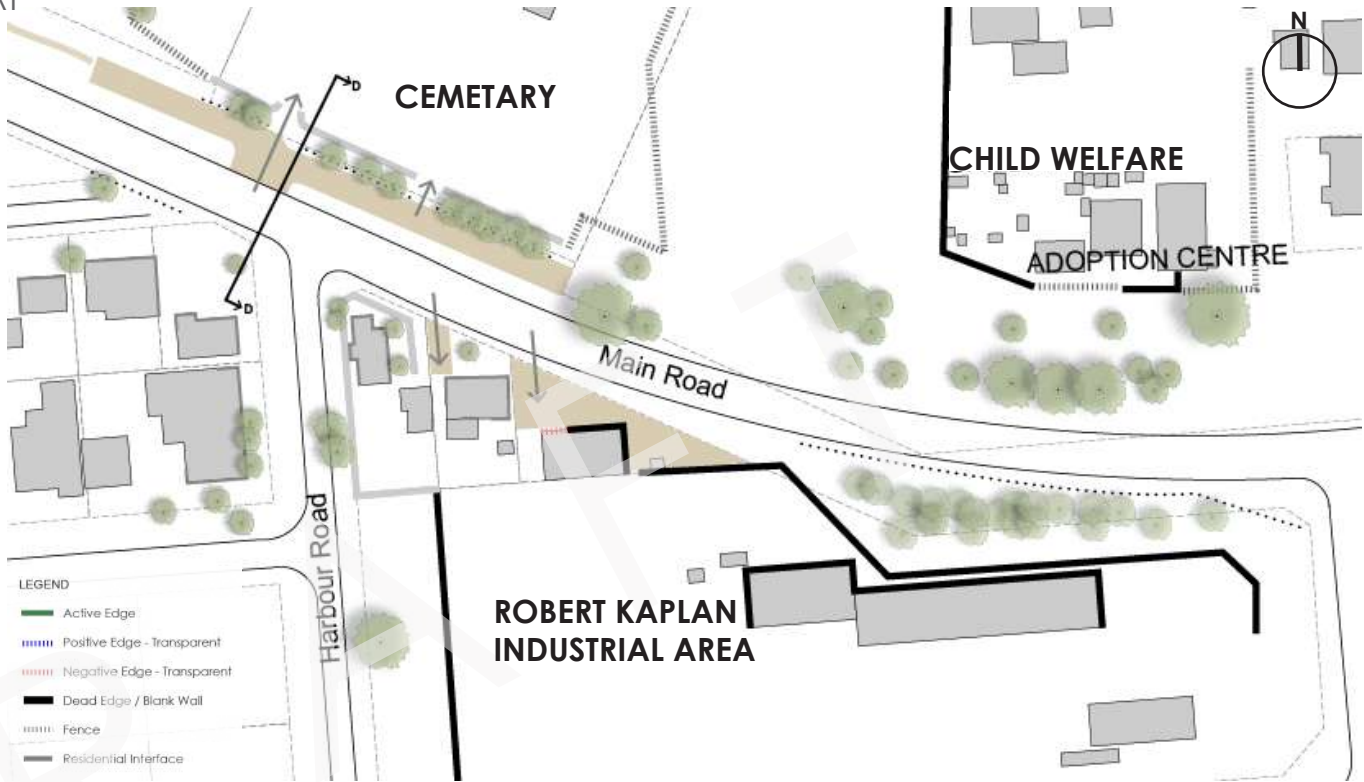 N
D
CEMETARY
CHILD WELFARE
ADOPTION CENTRE
D
Main Road
Harbour Road
ROBERT KAPLAN
INDUSTRIAL AREA
LEGEND
Active Edge
Positive Edge - Transparent
Negative Edge - Transparent
Dead Edge / Blank Wall
Fence
Residential Interface